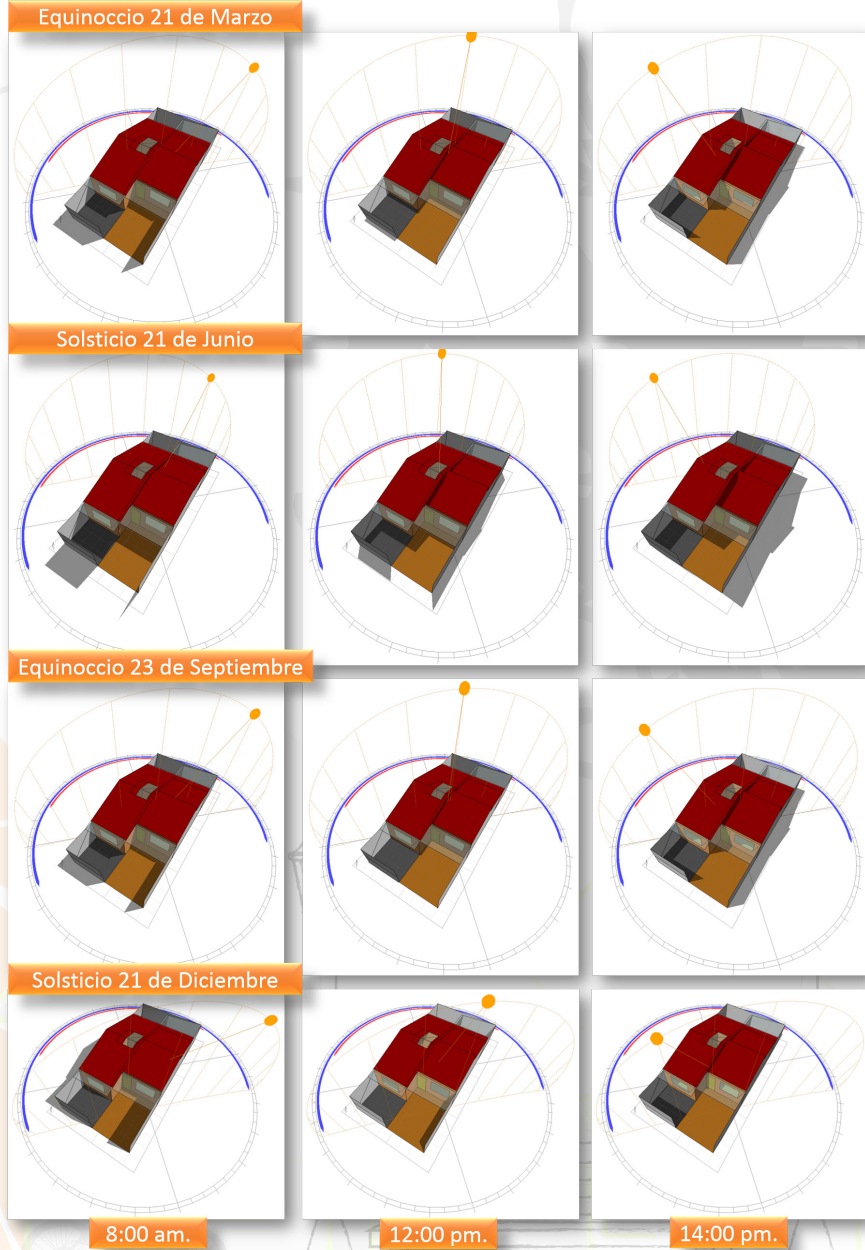 Equinoccio 21 de Marzo
Solsticio 21 de Junio
Equinoccio 23 de Septiembre
Solsticio 21 de Diciembre
8:00 am.
12:00 pm.
14:00 pm.